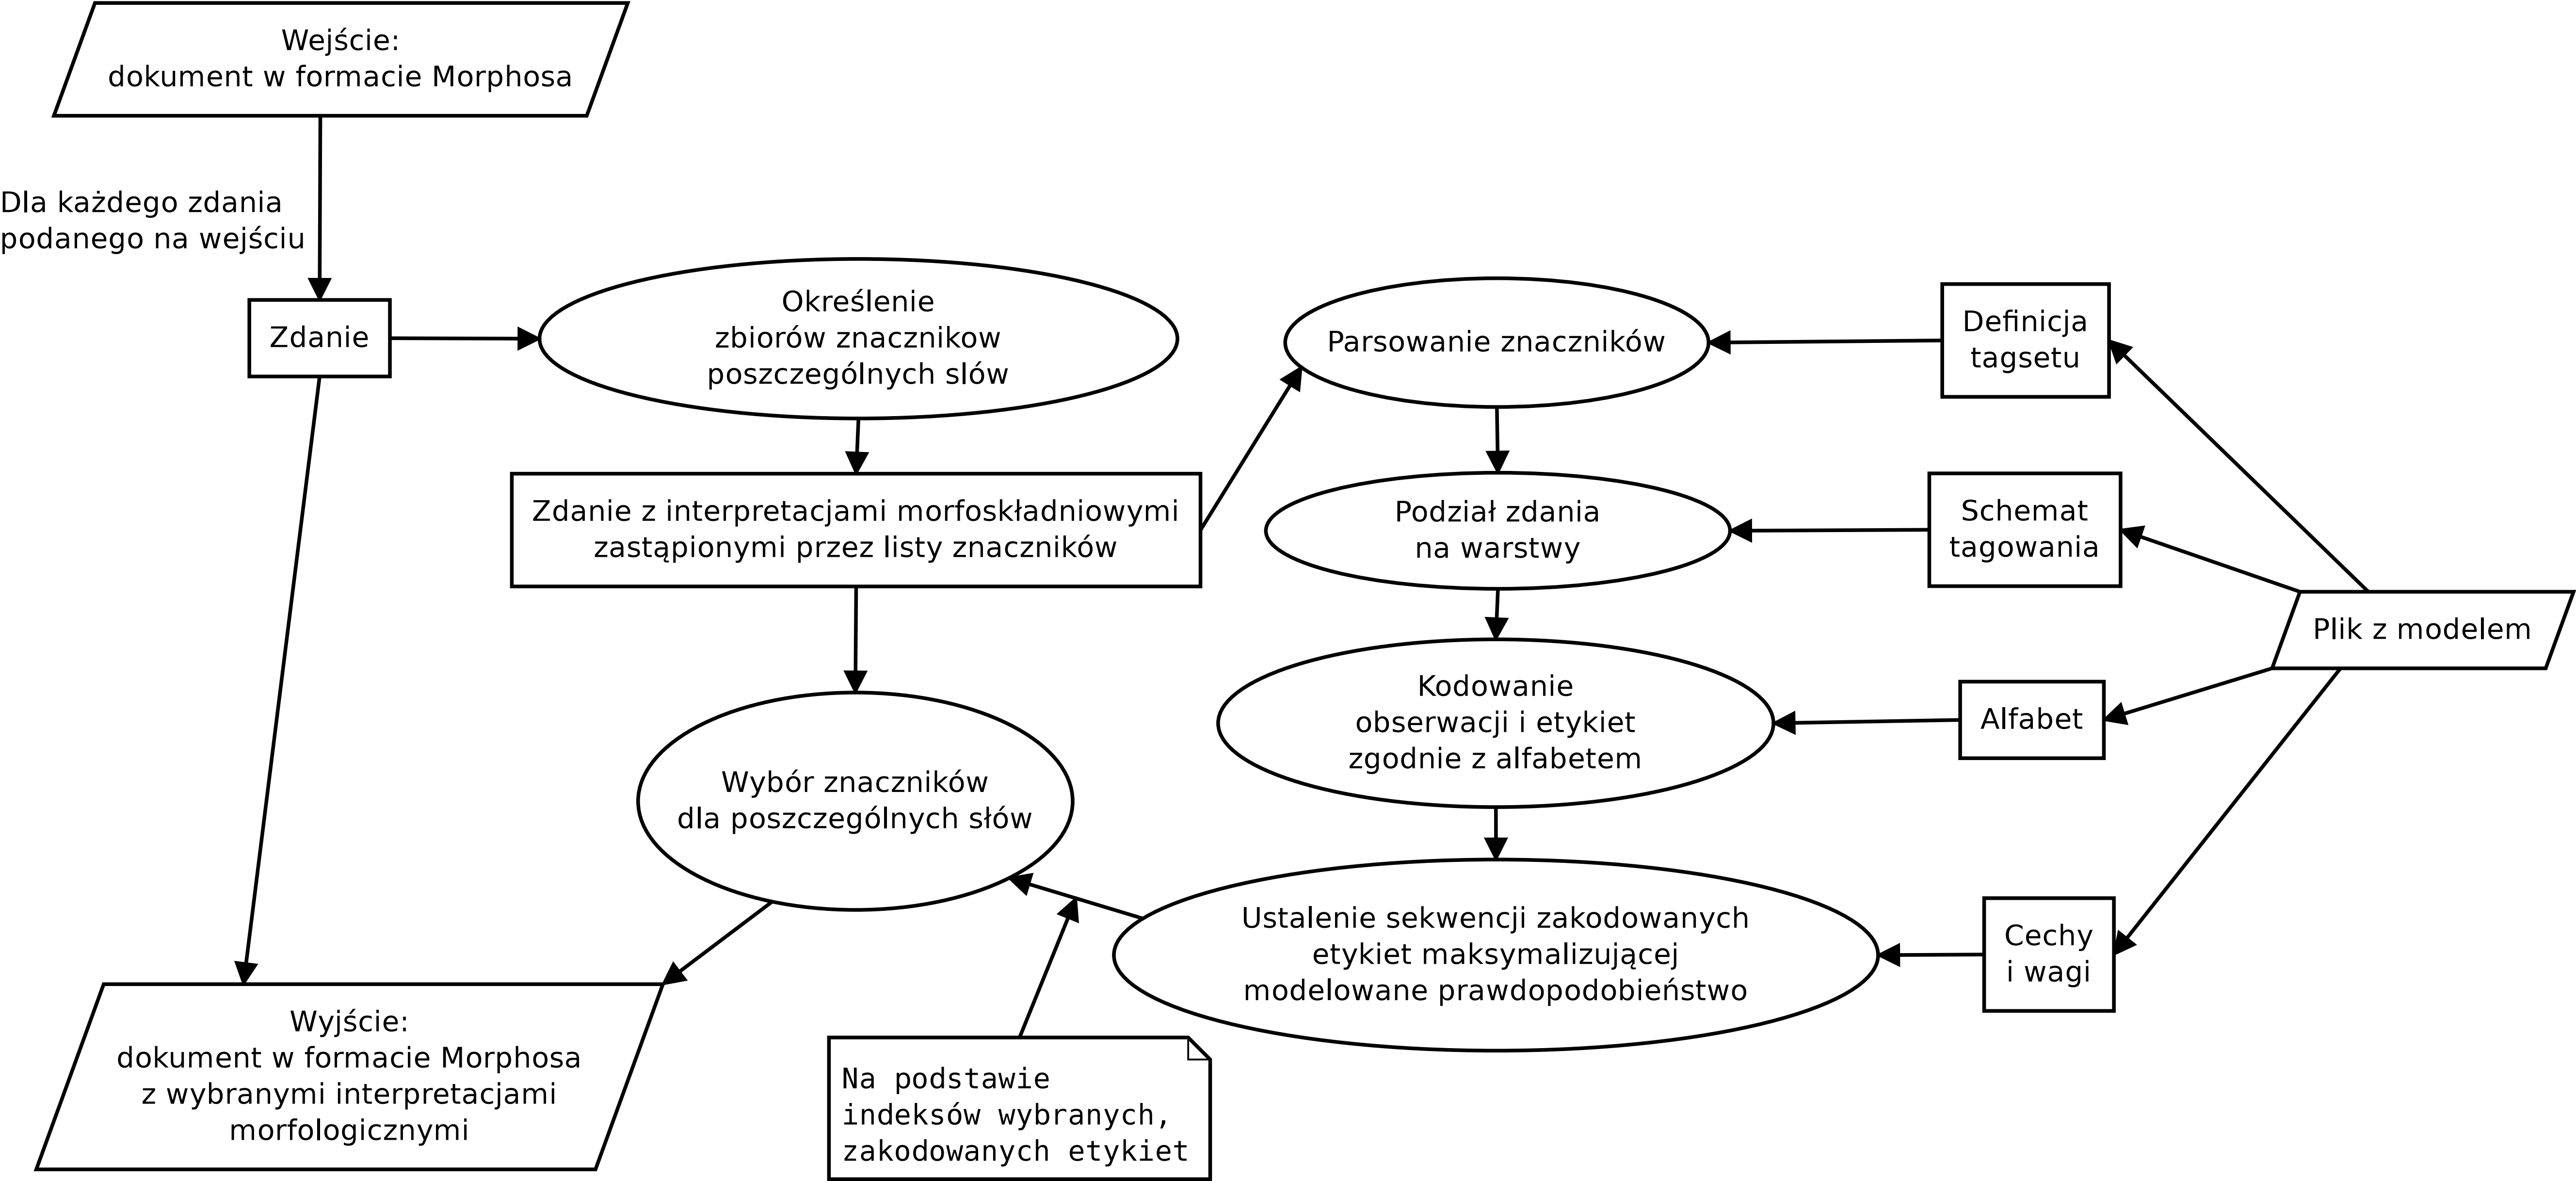 Wejście:
dokument w formacie Morphosa
Dla każdego zdania
podanego na wejściu
Zdanie
Określenie
zbiorów znacznikow
poszczególnych slów
Zdanie z interpretacjami morfoskładniowymi
zastąpionymi przez listy znaczników
Parsowanie znaczników
Definicja
tagsetu
Podział zdania
na warstwy
Schemat
tagowania
Plik z modelem
Kodowanie
obserwacji i etykiet
zgodnie z alfabetem
Alfabet
Wybór znaczników
dla poszczególnych słów
Ustalenie sekwencji zakodowanych
etykiet maksymalizującej
modelowane prawdopodobieństwo
Cechy
i wagi
Wyjście:
dokument w formacie Morphosa
z wybranymi interpretacjami
morfologicznymi
Na podstawie
indeksów wybranych,
zakodowanych etykiet